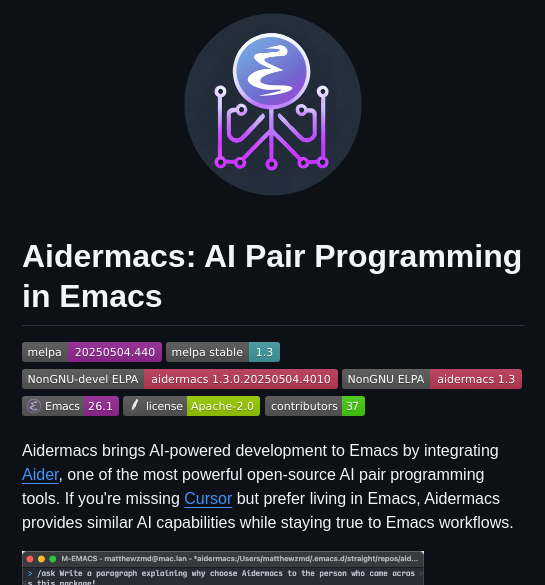 Aidermacs: AI Pair Programming
in Emacs
melpa 20250504.440 melpa stable 1.3
NonGNU-devel ELPA aidermacs 1.3.0.20250504.4010 NonGNU ELPA aidermacs 1.3
Emacs 26.1 license Apache-2.0 contributors 37
Aidermacs brings AI-powered development to Emacs by integrating
Aider, one of the most powerful open-source AI pair programming
tools. If you're missing Cursor but prefer living in Emacs, Aidermacs
provides similar AI capabilities while staying true to Emacs workflows.
M-EMACS - matthewzmd@mac.lan - *aidermacs:/Users/matthewzmd/.emacs.d/straight/repos/aid...
> /ask Write a paragraph explaining why choose Aidermacs to the person who came acros
s this package!